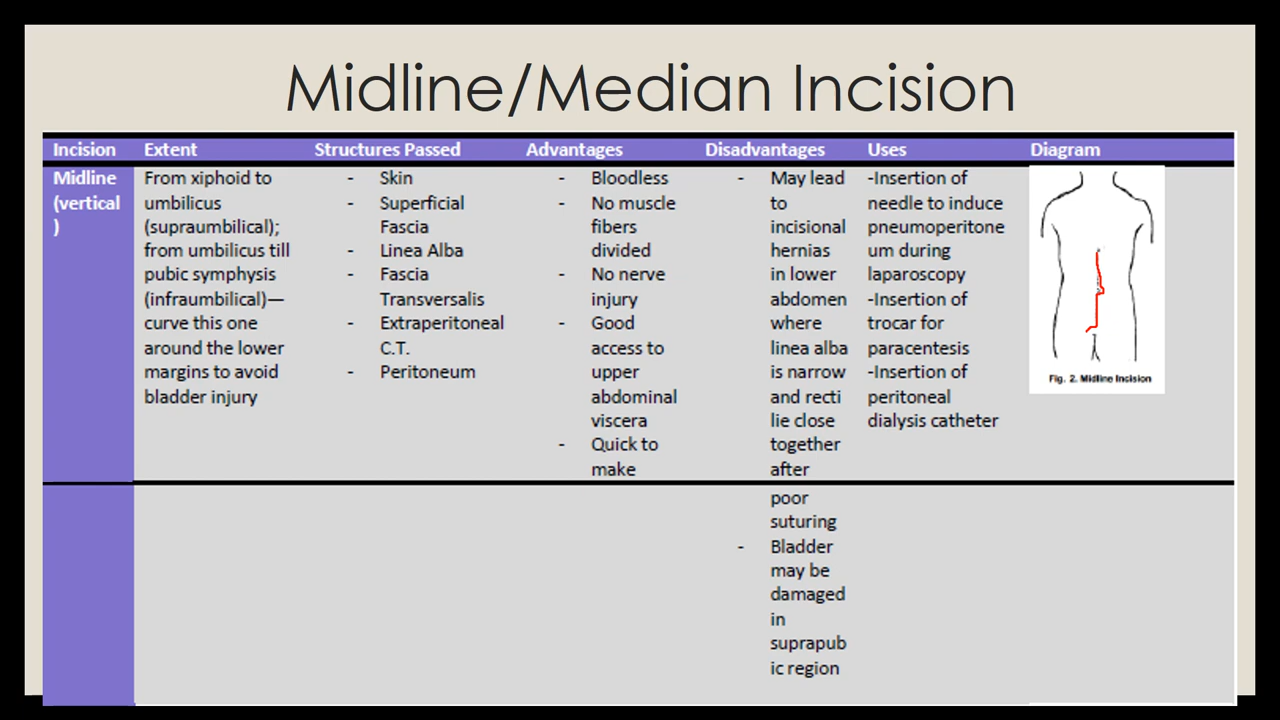 Midline/Median Incision
Incision
Extent
Structures Passed
Advantages
Disadvantages
Uses
Diagram
Midline
(vertical
)
From xiphoid to
umbilicus
(supraumbilical);
from umbilicus till
pubic symphysis
(infraumbilical)—
curve this one
around the lower
margins to avoid
bladder injury
- Skin
- Superficial
Fascia
- Linea Alba
- Fascia
Transversalis
- Extraperitoneal
C.T.
- Peritoneum
- Bloodless
- No muscle
fibers
divided
- No nerve
injury
- Good
access to
upper
abdominal
viscera
- Quick to
make
- May lead
to
incisional
hernias
in lower
abdomen
where
linea alba
is narrow
and recti
lie close
together
after
poor
suturing
- Bladder
may be
damaged
in
suprapub
ic region
-Insertion of
needle to induce
pneumoperitone
um during
laparoscopy
-Insertion of
trocar for
paracentesis
-Insertion of
peritoneal
dialysis catheter
Fig. 2. Midline Incision